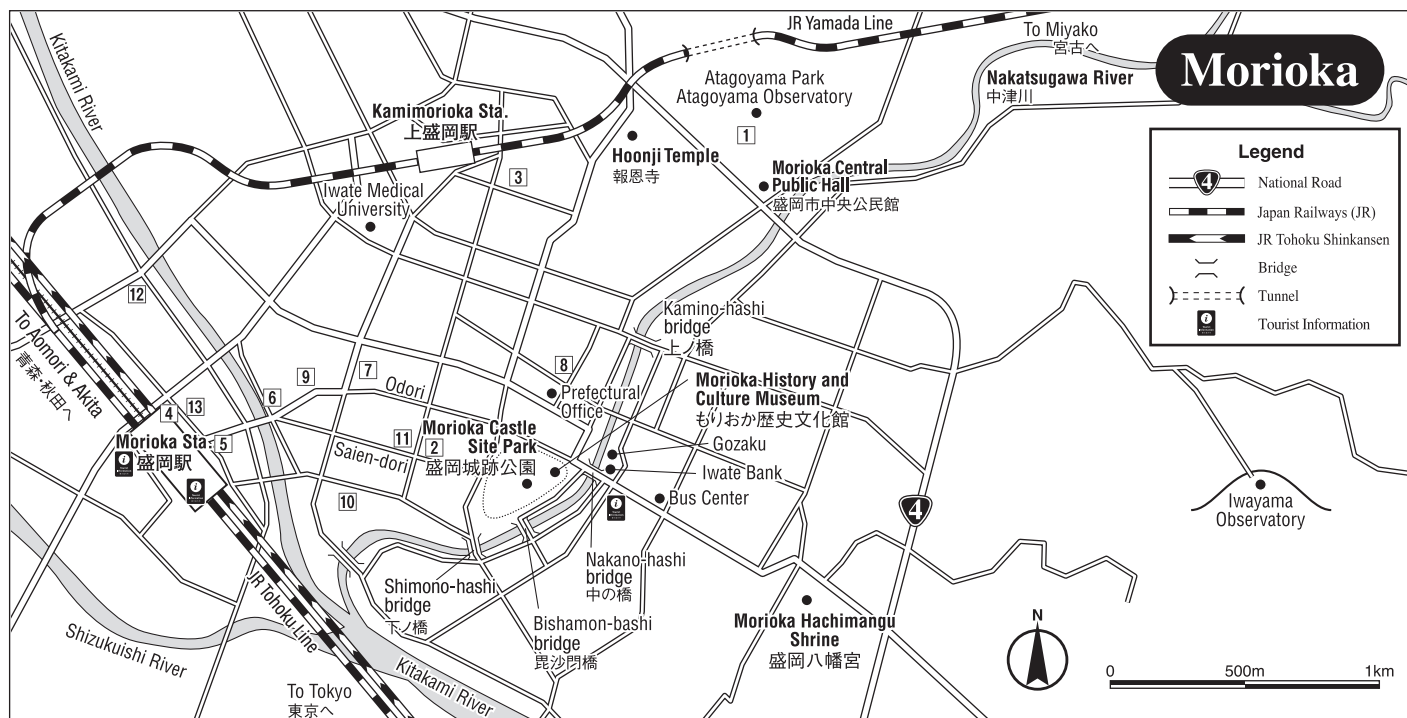 Morioka
JR Yamada Line
To Miyako
宮古へ
Nakatsugawa River
中津川
Kitakami River
Atagoyama Park
Atagoyama Observatory
1
Kamimorioka Sta.
上盛岡駅
Hoonji Temple
報恩寺
3
Morioka Central
Public Hall
盛岡市中央公民館
Iwate Medical
University
Legend
4
National Road
Japan Railways (JR)
JR Tohoku Shinkansen
Bridge
Tunnel
Tourist Information
12
To Aomori & Akita
青森・秋田へ
Kamino-hashi
bridge
上ノ橋
9
7
8
6
Odori
Prefectural
Office
Morioka History and
Culture Museum
もりおか歴史文化館
4
13
5
Morioka Sta.
盛岡駅
11
2
Saien-dori
Morioka Castle
Site Park
盛岡城跡公園
Gozaku
Iwate Bank
Bus Center
10
4
Iwayama
Observatory
Nakano-hashi
bridge
中の橋
Shimono-hashi
bridge
下ノ橋
Bishamon-bashi
bridge
毘沙門橋
Morioka Hachimangu
Shrine
盛岡八幡宮
JR Tohoku Line
Shizukuishi River
Kitakami River
To Tokyo
東京へ
N
0
500m
1km